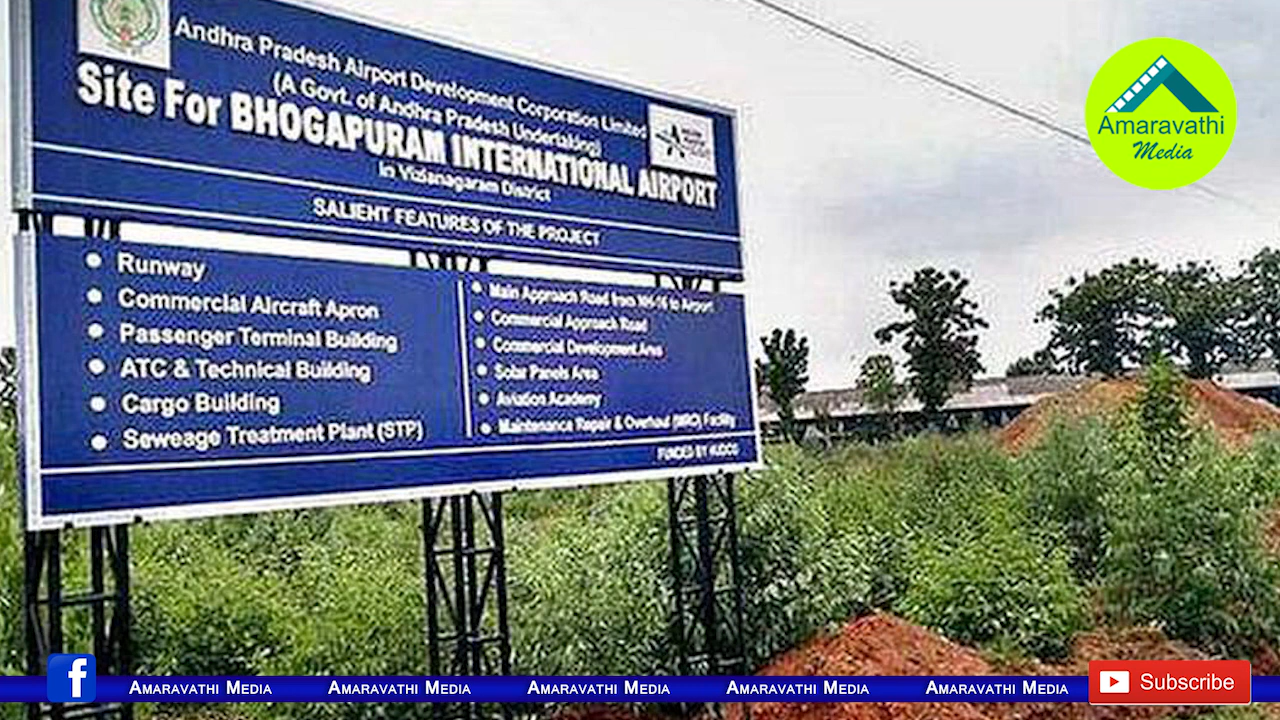 Andhra Pradesh Airport Development Corporation Limited
(A Govt. of Andhra Pradesh Undertaking)
Site For BHOGAPURAM INTERNATIONAL AIRPORT
In Vizianagaram District
SALIENT FEATURES OF THE PROJECT
Runway
Commercial Aircraft Apron
Passenger Terminal Building
ATC & Technical Building
Cargo Building
Seweage Treatment Plant (STP)
Main Approach Road from NH-16 to Airport
Commercial Approach Road
Commercial Development Area
Solar Panels Area
Aviation Academy
Maintenance Repair & Overhaul (MRO) Facility
FUNDED BY HUDCO
Amaravathi
Media
f
Amaravathi Media Amaravathi Media Amaravathi Media Amaravathi Media Amaravathi Media
Subscribe